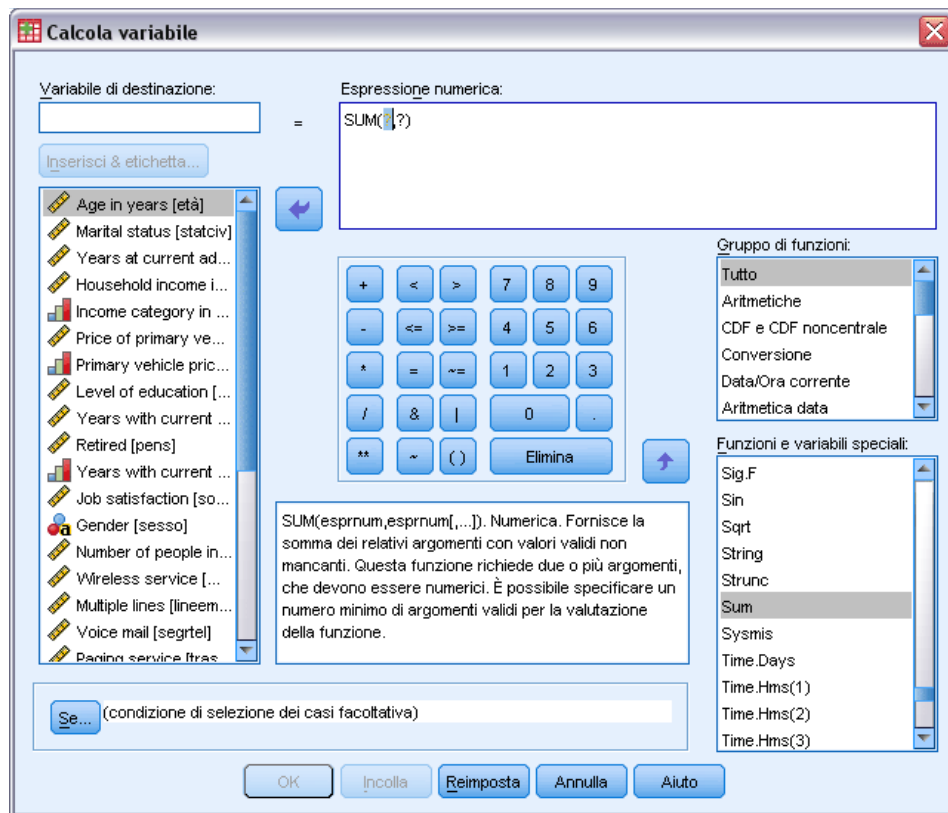 Calcola variabile
Variabile di destinazione:
Espressione numerica:
=
SUM(?,?)
Inserisci & etichetta...
Age in years [età]
Marital status [statciv]
Years at current ad...
Household income i...
Income category in ...
Price of primary ve...
Primary vehicle pric...
Level of education [...
Years with current ...
Retired [pens]
Years with current ...
Job satisfaction [so...
Gender [sesso]
Number of people in...
Wireless service [...
Multiple lines [lineem...
Voice mail [segrtel]
Paging service [tras...
+ < > 7 8 9
- <= >= 4 5 6
* = ~= 1 2 3
/ & | 0 .
** ~ ( ) Elimina
Gruppo di funzioni:
Tutto
Aritmetiche
CDF e CDF noncentrale
Conversione
Data/Ora corrente
Aritmetica data
SUM(esprnum,esprnum[,...]). Numerica. Fornisce la
somma dei relativi argomenti con valori validi non
mancanti. Questa funzione richiede due o più argomenti,
che devono essere numerici. È possibile specificare un
numero minimo di argomenti validi per la valutazione
della funzione.
Funzioni e variabili speciali:
Sig.F
Sin
Sqrt
String
Strunc
Sum
Sysmis
Time.Days
Time.Hms(1)
Time.Hms(2)
Time.Hms(3)
Se... (condizione di selezione dei casi facoltativa)
OK Incolla Reimposta Annulla Aiuto